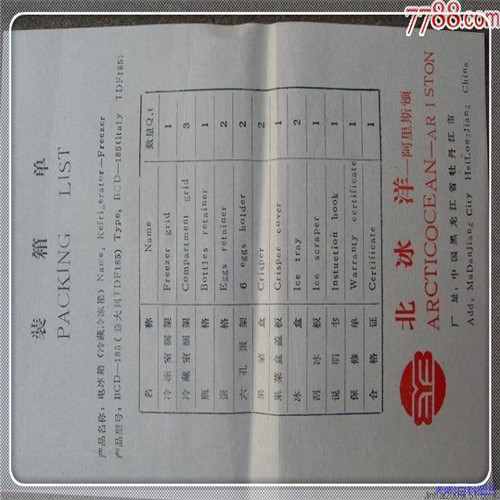 7788.com
装 箱 单
PACKING LIST
产品名称：电冰箱（冷藏冷冻箱）Name, Refrigerater—Freezer
产品型号：BCD—185（意大利TDF185）Type, BCD—185(Italy TDF185)
名 称 Name 数量Q,t
冷冻室搁架 Freezer grid 1
冷藏室搁架 Compartment grid 3
瓶 格 Bottles retainer 1
蛋 格 Eggs retainer 2
六孔蛋架 6 eggs holder 2
果菜盒 Crisper 2
果菜盒盖板 Crisper cover 1
冰 盒 Ice tray 2
刮冰板 Ice scraper 1
说明书 Instuction book 1
保修单 Warranty certificate 1
合格证 Certificate 1
北冰洋—阿里斯顿
ARCTICOCEAN—ARISTON
厂 址，中国黑龙江省牡丹江市
Add, MaDanjiang City HeiLongJiang China